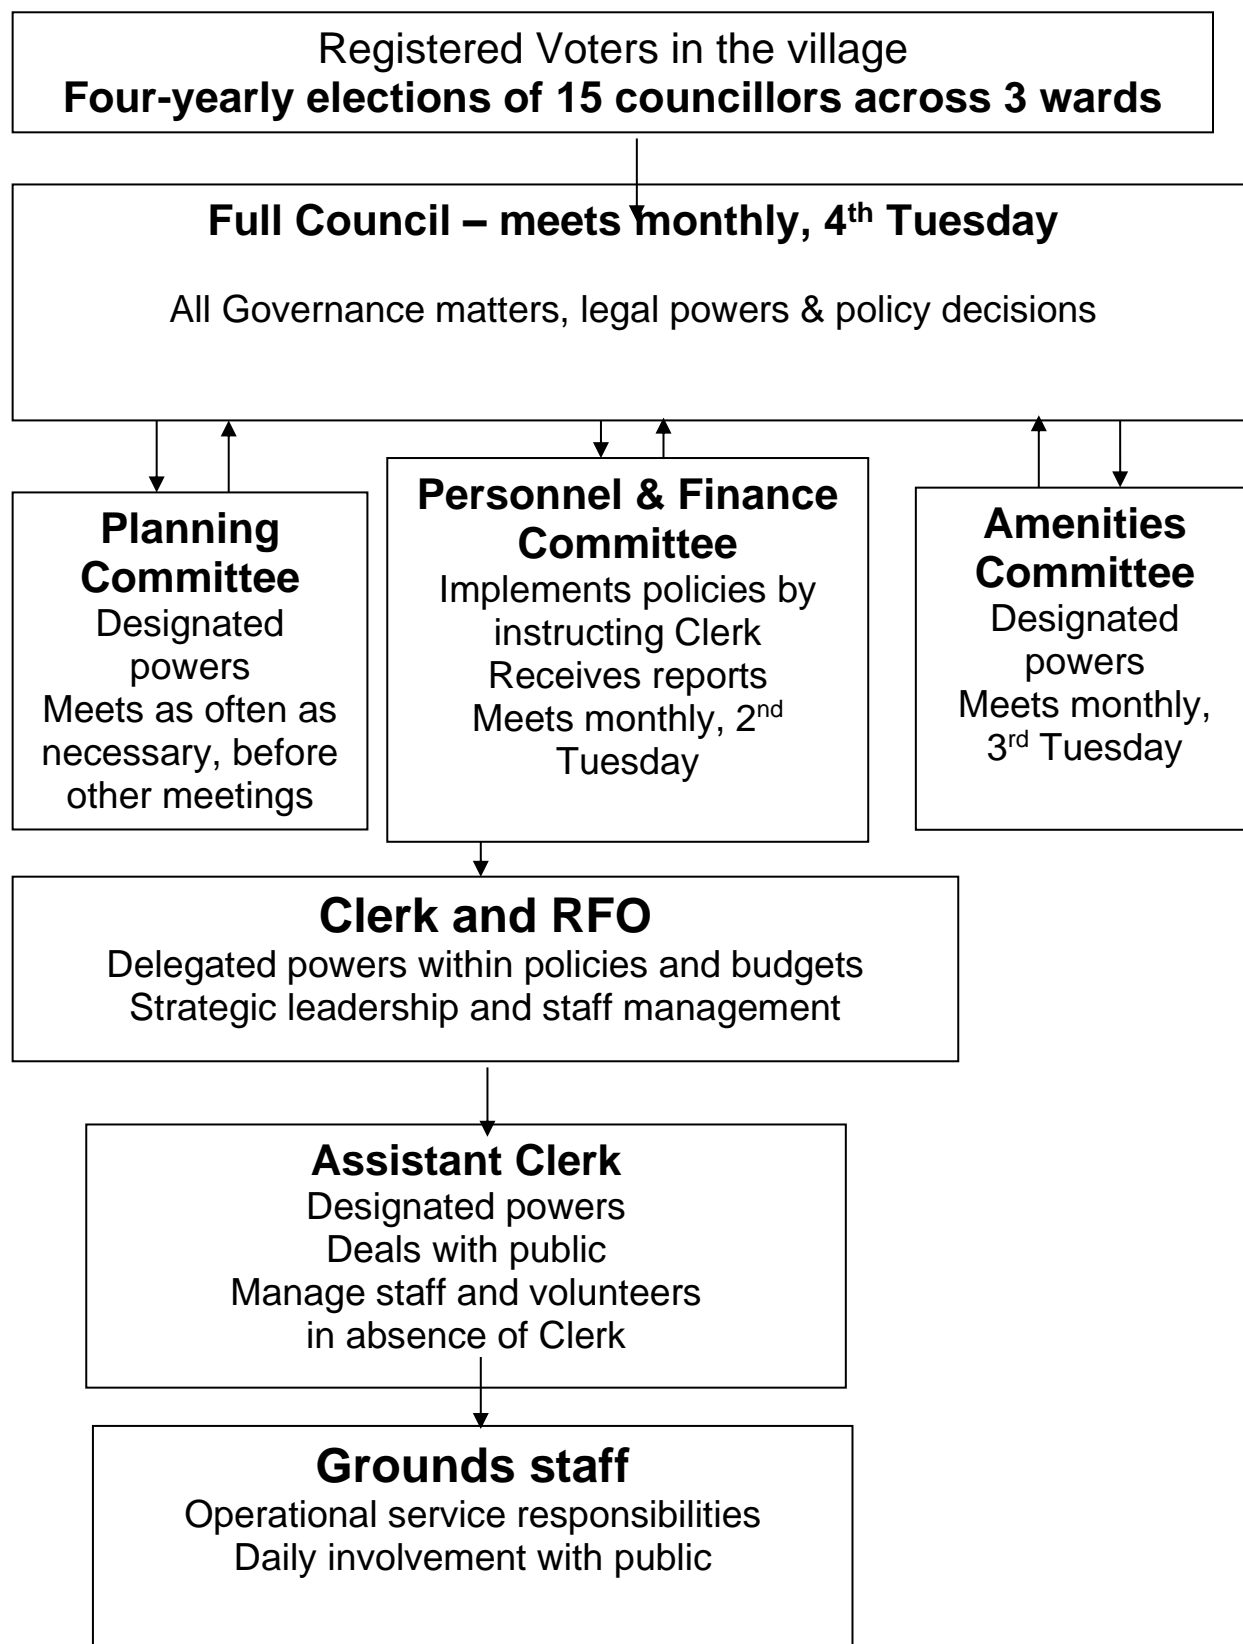 Registered Voters in the village
Four-yearly elections of 15 councillors across 3 wards
Full Council – meets monthly, 4th Tuesday
All Governance matters, legal powers & policy decisions
Planning
Committee
Designated
powers
Meets as often as
necessary, before
other meetings
Personnel & Finance
Committee
Implements policies by
instructing Clerk
Receives reports
Meets monthly, 2nd
Tuesday
Amenities
Committee
Designated
powers
Meets monthly,
3rd Tuesday
Clerk and RFO
Delegated powers within policies and budgets
Strategic leadership and staff management
Assistant Clerk
Designated powers
Deals with public
Manage staff and volunteers
in absence of Clerk
Grounds staff
Operational service responsibilities
Daily involvement with public